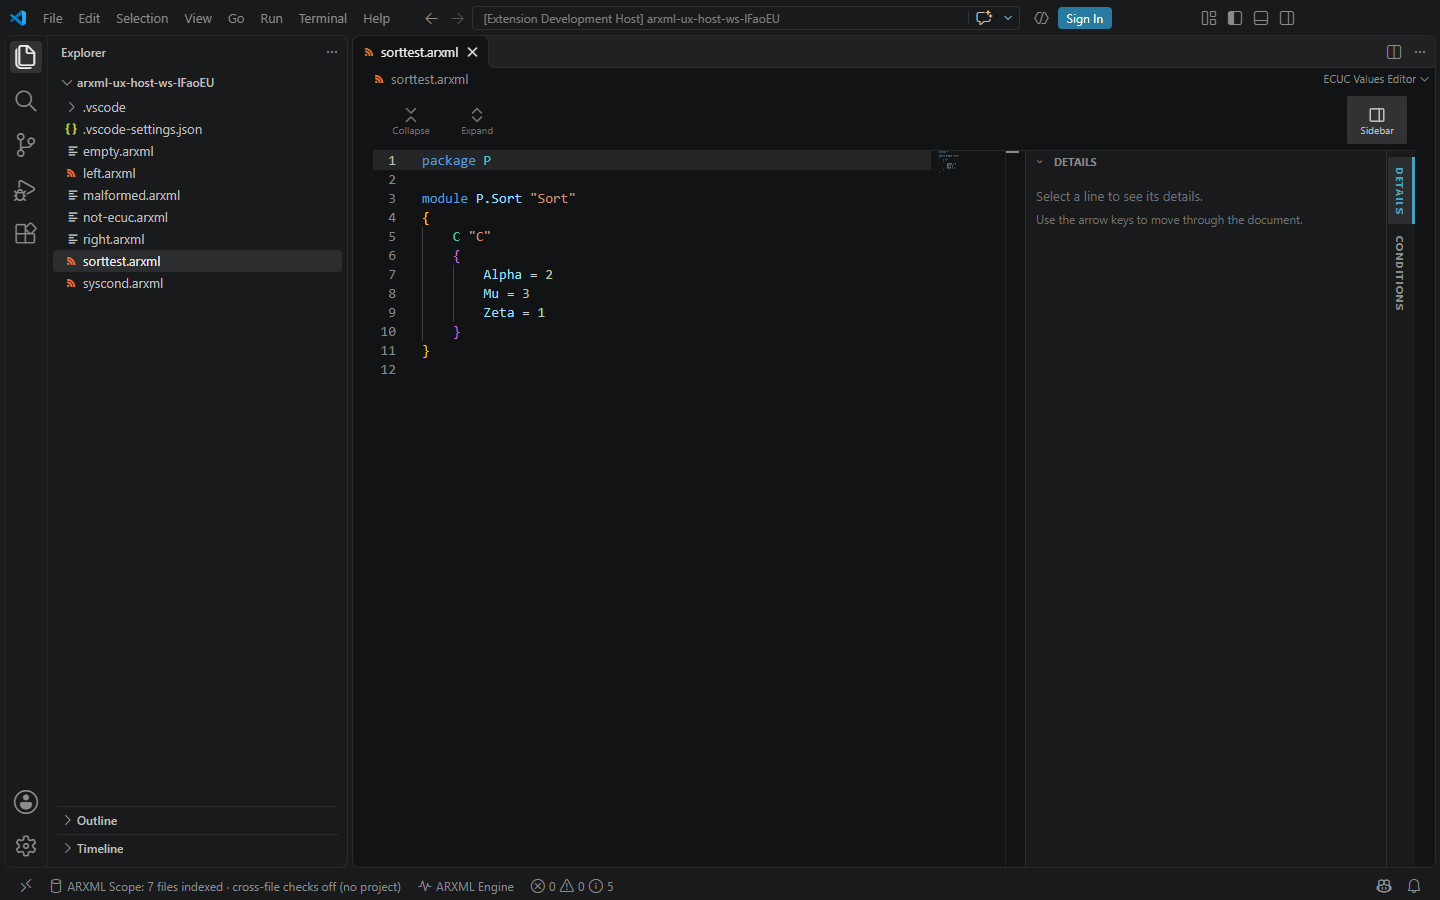 File Edit Selection View Go Run Terminal Help
[Extension Development Host] arxml-ux-host-ws-IFaoEU
Sign In
Explorer
arxml-ux-host-ws-IFaoEU
.vscode
{} .vscode-settings.json
empty.arxml
left.arxml
malformed.arxml
not-ecuc.arxml
right.arxml
sorttest.arxml
syscond.arxml
Outline
Timeline
sorttest.arxml
sorttest.arxml
ECUC Values Editor
Collapse Expand
Sidebar
1 package P
2
3 module P.Sort "Sort"
4 {
5 C "C"
6 {
7 Alpha = 2
8 Mu = 3
9 Zeta = 1
10 }
11 }
12
DETAILS
Select a line to see its details.
Use the arrow keys to move through the document.
DETAILS
CONDITIONS
ARXML Scope: 7 files indexed · cross-file checks off (no project)
ARXML Engine
0 0 5